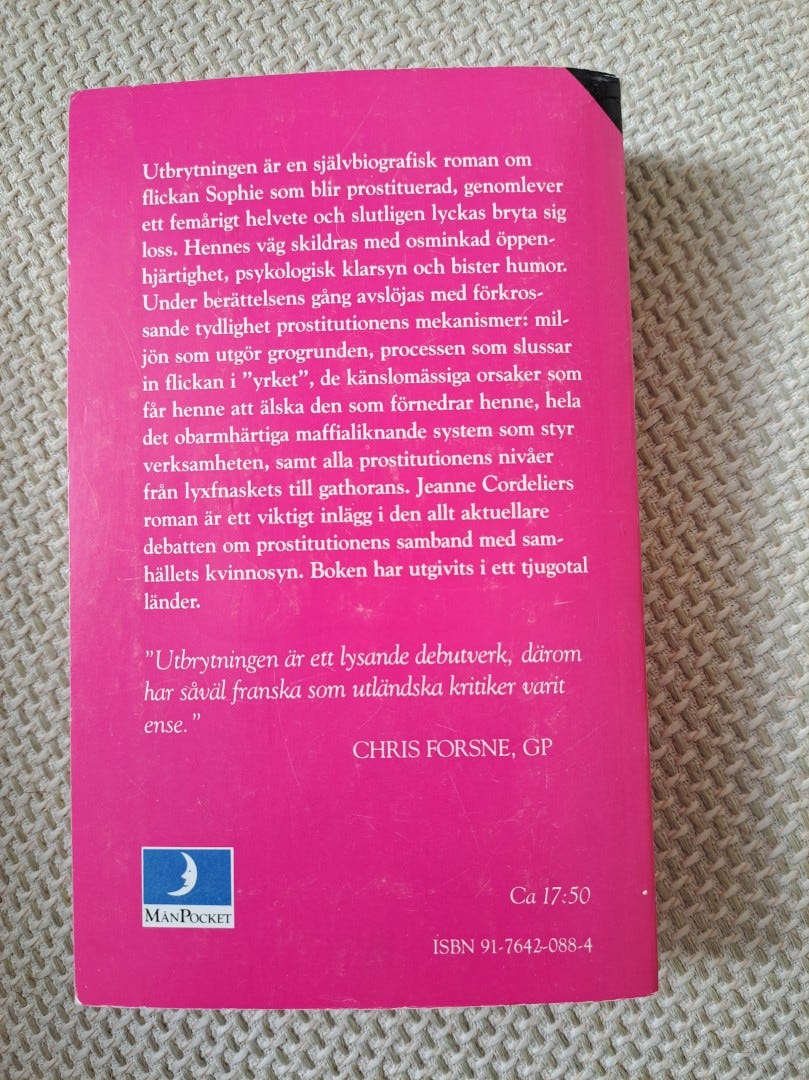 Utbrytningen är en självbiografisk roman om
flickan Sophie som blir prostituerad, genomlever
ett femårigt helvete och slutligen lyckas bryta sig
loss. Hennes väg skildras med osminkad öppen-
hjärtighet, psykologisk klarsyn och bister humor.
Under berättelsens gång avslöjas med förkros-
sande tydlighet prostitutionens mekanismer: mil-
jön som utgör grogrunden, processen som slussar
in flickan i ”yrket”, de känslomässiga orsaker som
får henne att älska den som förnedrar henne, hela
det obarmhärtiga maffialiknande system som styr
verksamheten, samt alla prostitutionens nivåer
från lyxfnaskets till gathorans. Jeanne Cordeliers
roman är ett viktigt inlägg i den allt aktuellare
debatten om prostitutionens samband med sam-
hällets kvinnosyn. Boken har utgivits i ett tjugotal
länder.
”Utbrytningen är ett lysande debutverk, därom
har såväl franska som utländska kritiker varit
ense.”
CHRIS FORSNE, GP
MånPocket
Ca 17:50
ISBN 91-7642-088-4